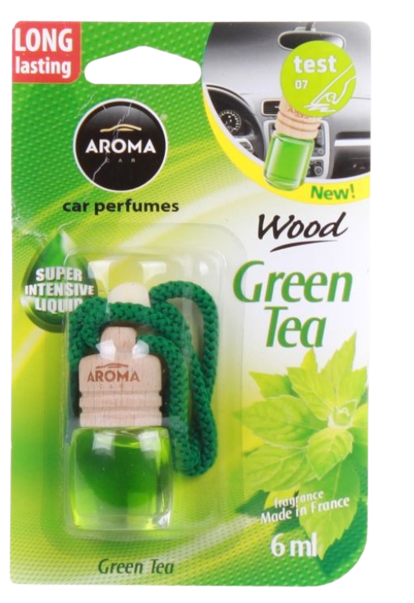 LONG
lasting
test
07
AROMA
CAR
New!
car perfumes
Wood
SUPER
INTENSIVE
LIQUID
Green
Tea
AROMA
CAR
fragrance
Made in France
6 ml
Green Tea